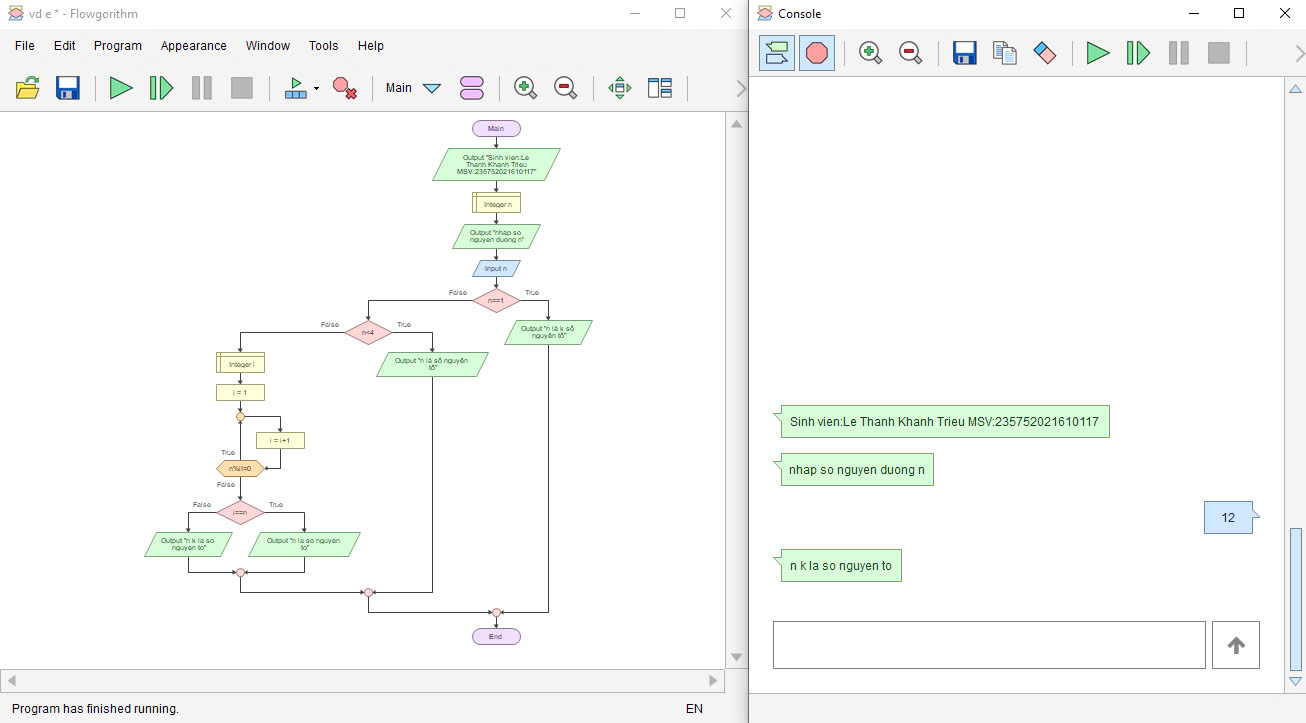 vd e * - Flowgorithm
File Edit Program Appearance Window Tools Help
Main
Main
Output "Sinh vien:Le
Thanh Khanh Trieu
MSV:235752021610117"
Integer n
Output "nhap so
nguyen duong n"
Input n
False
n==1
True
False
n<4
True
Output "n là k số
nguyên tố"
Integer i
Output "n là số nguyên
tố"
i = 1
i = i+1
True
n%i!=0
False
False
i==n
True
Output "n k la so
nguyen to"
Output "n la so nguyen
to"
End
Program has finished running.
EN
Console
Sinh vien:Le Thanh Khanh Trieu MSV:235752021610117
nhap so nguyen duong n
12
n k la so nguyen to